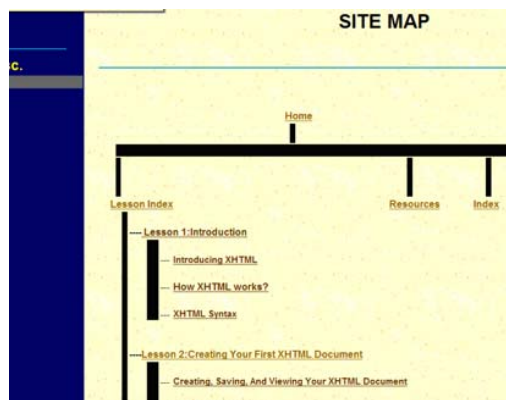 SITE MAP
sc.
Home
Lesson Index
Resources
Index
Lesson 1:Introduction
Introducing XHTML
How XHTML works?
XHTML Syntax
Lesson 2:Creating Your First XHTML Document
Creating, Saving, And Viewing Your XHTML Document